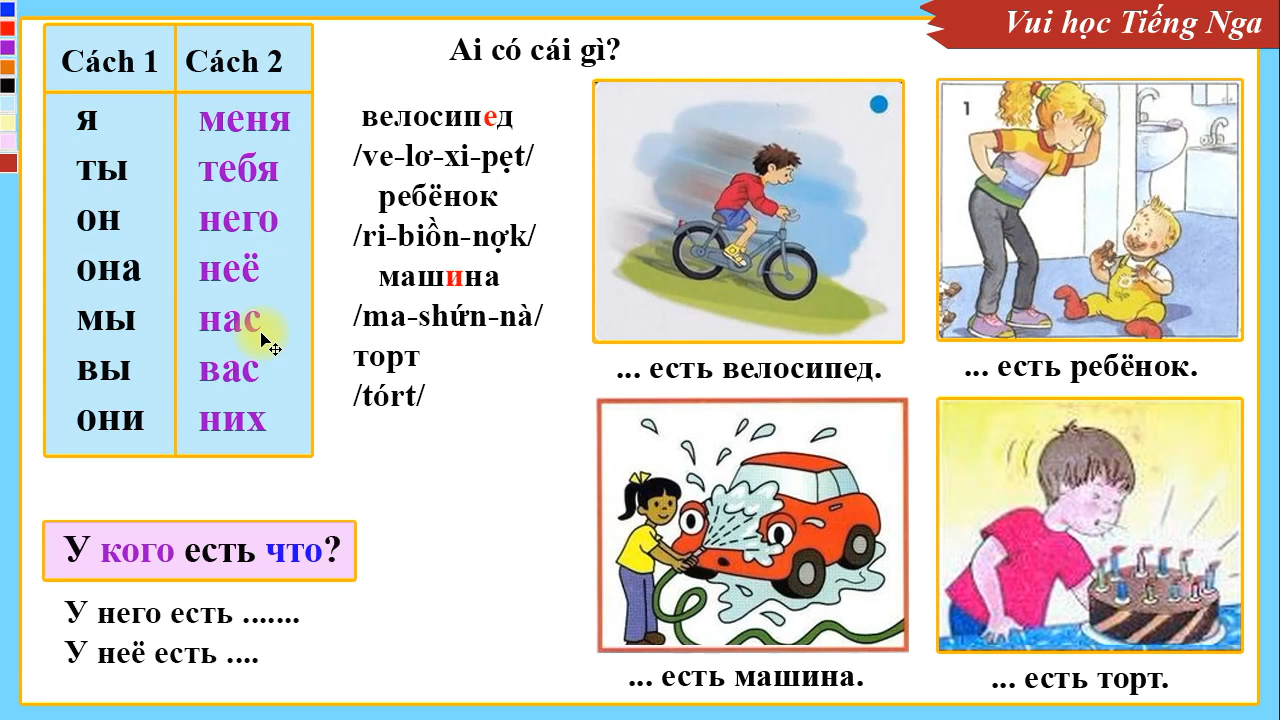 Vui học Tiếng Nga
Cách 1 Cách 2
я меня
ты тебя
он него
она неё
мы нас
вы вас
они них
Ai có cái gì?
велосипед
/ve-lơ-xi-pẹt/
ребёнок
/ri-biồn-nợk/
машина
/ma-shứn-nà/
торт
/tórt/
1
... есть велосипед.
... есть ребёнок.
... есть машина.
... есть торт.
У кого есть что?
У него есть .......
У неё есть ....